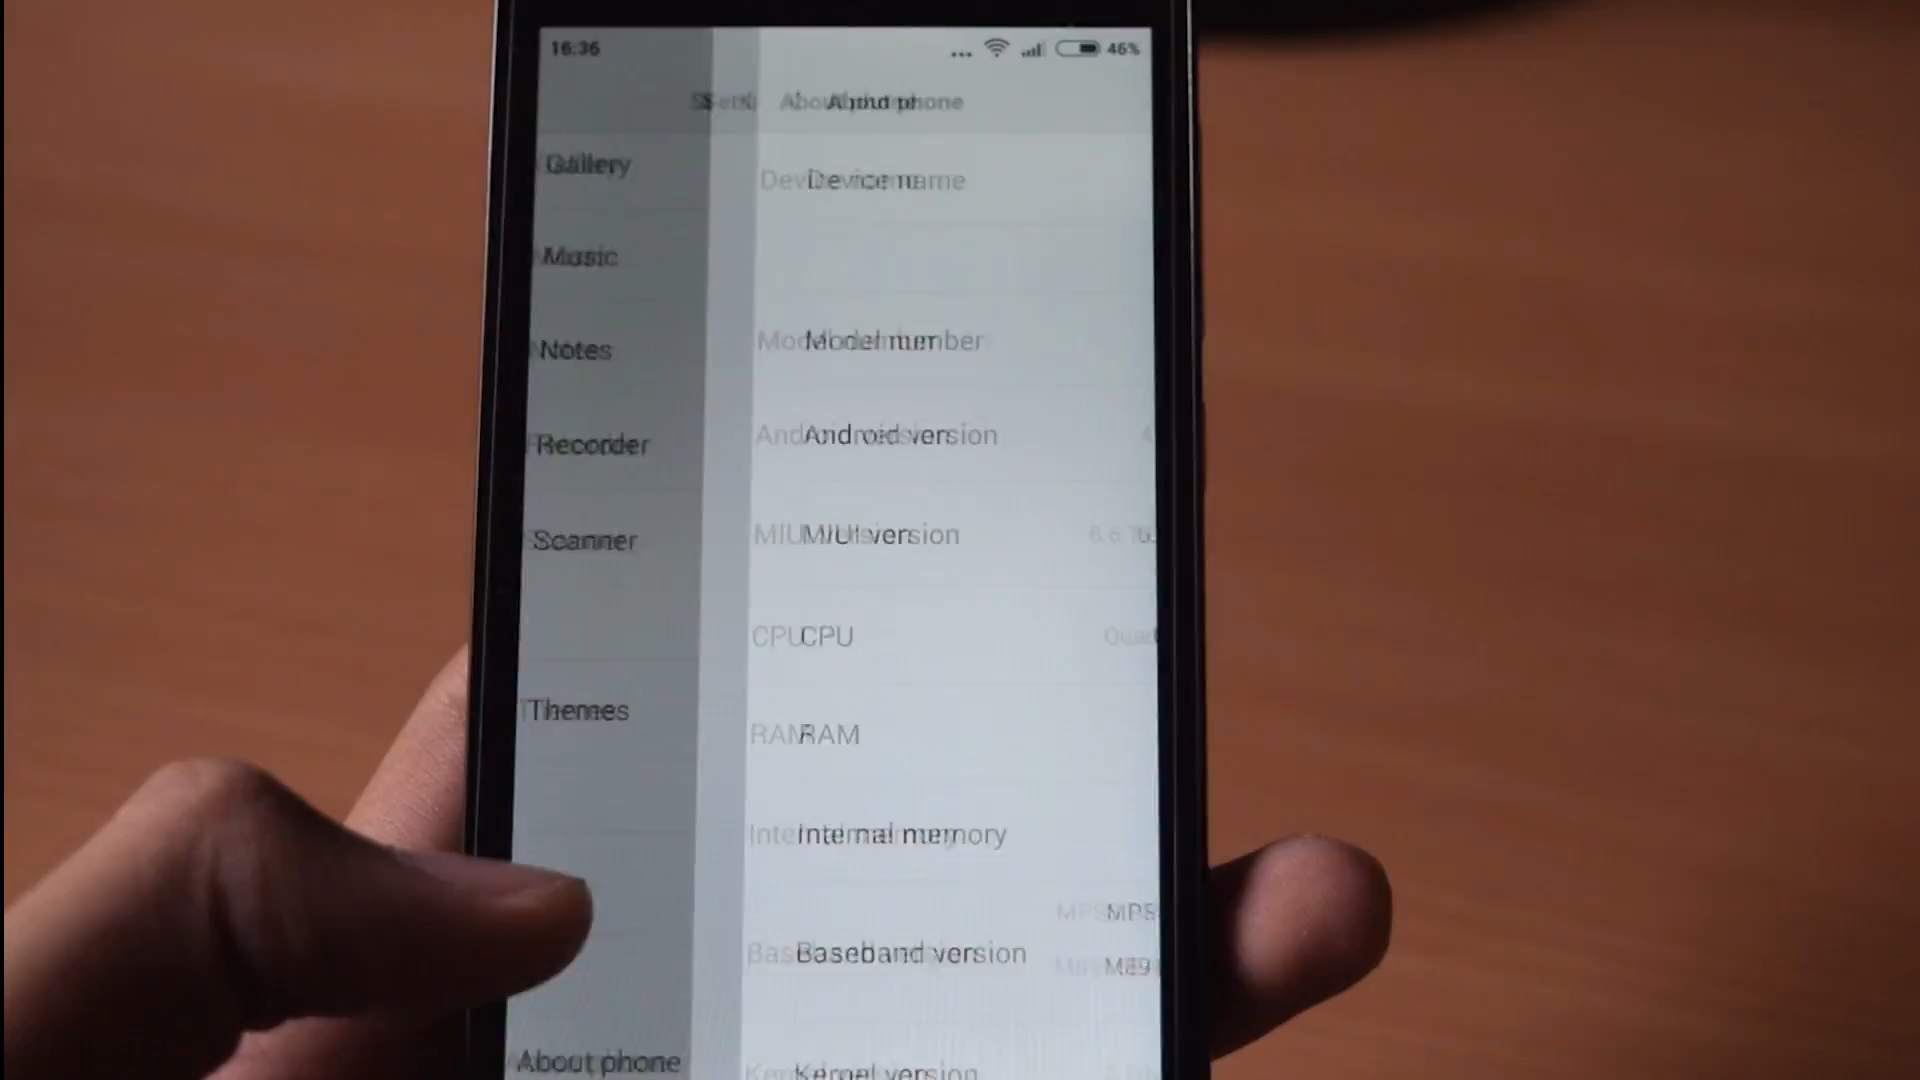 16:36
46%
About phone
Gallery
Device name
Music
Model number
Notes
Android version
Recorder
MIUI version
Scanner
CPU
Themes
RAM
Internal memory
Baseband version
About phone
Kernel version